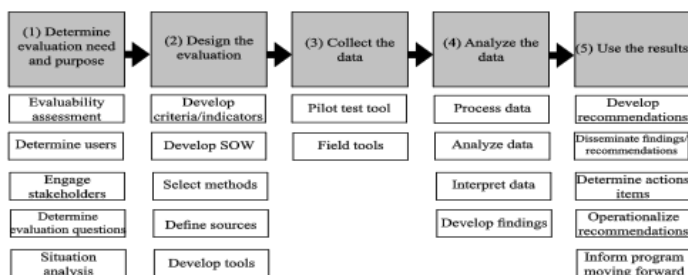 (1) Determine
evaluation need
and purpose
(2) Design the
evaluation
(3) Collect the
data
(4) Analyze the
data
(5) Use the results
Evaluability
assessment
Determine users
Engage
stakeholders
Determine
evaluation questions
Situation
analysis
Develop
criteria/indicators
Develop SOW
Select methods
Define sources
Develop tools
Pilot test tool
Field tools
Process data
Analyze data
Interpret data
Develop findings
Develop
recommendations
Disseminate findings/
recommendations
Determine actions
items
Operationalize
recommendations
Inform program
moving forward